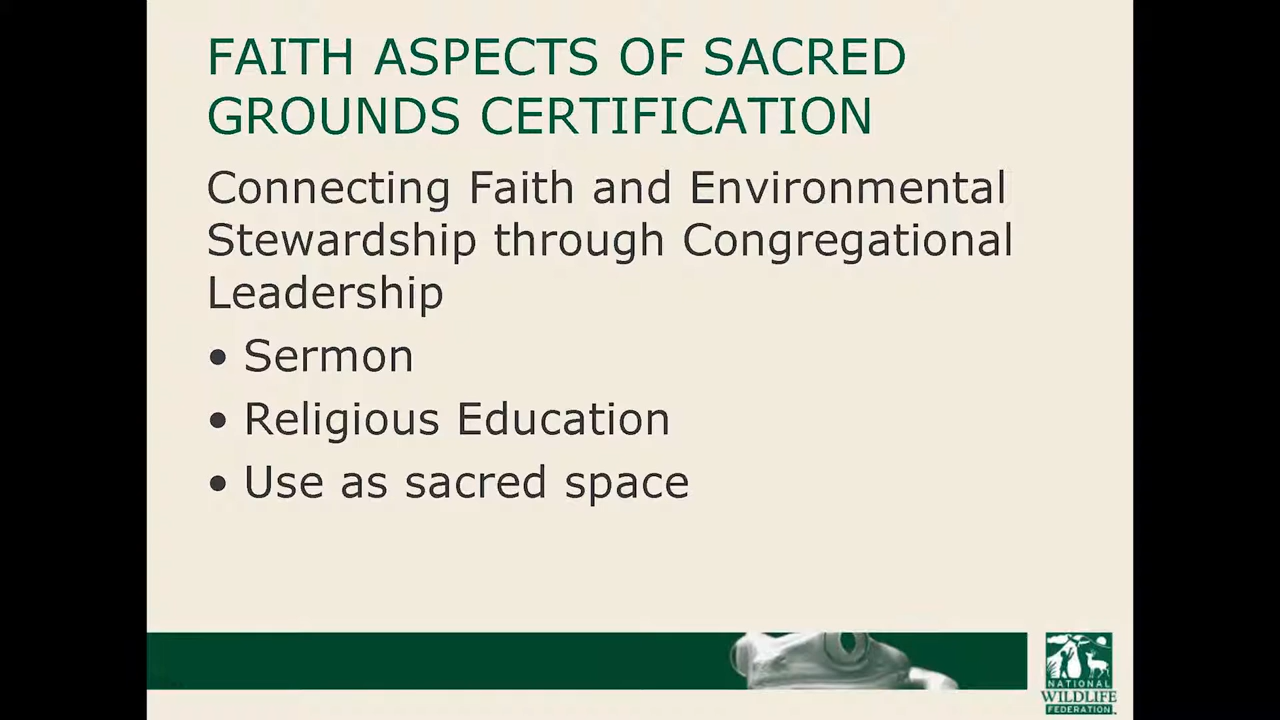 FAITH ASPECTS OF SACRED
GROUNDS CERTIFICATION
Connecting Faith and Environmental
Stewardship through Congregational
Leadership
• Sermon
• Religious Education
• Use as sacred space
NATIONAL
WILDLIFE
FEDERATION